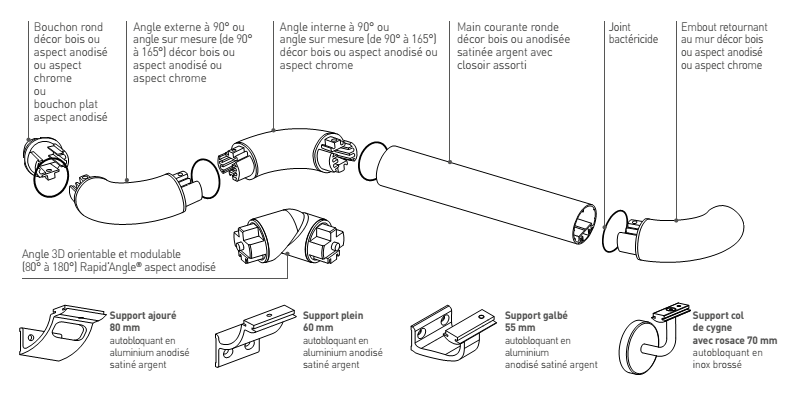 Bouchon rond
décor bois ou
aspect anodisé
ou aspect
chrome
ou
bouchon plat
aspect anodisé
Angle externe à 90° ou
angle sur mesure (de 90°
à 165°) décor bois ou
aspect anodisé ou
aspect chrome
Angle interne à 90° ou
angle sur mesure (de 90° à 165°)
décor bois ou aspect anodisé ou
aspect chrome
Main courante ronde
décor bois ou anodisée
satinée argent avec
closoir assorti
Joint
bactéricide
Embout retournant
au mur décor bois
ou aspect anodisé
ou aspect chrome
Angle 3D orientable et modulable
(80° à 180°) Rapid'Angle® aspect anodisé
Support ajouré
80 mm
autobloquant en
aluminium anodisé
satiné argent
Support plein
60 mm
autobloquant en
aluminium anodisé
satiné argent
Support galbé
55 mm
autobloquant en
aluminium
anodisé satiné argent
Support col
de cygne
avec rosace 70 mm
autobloquant en
inox brossé